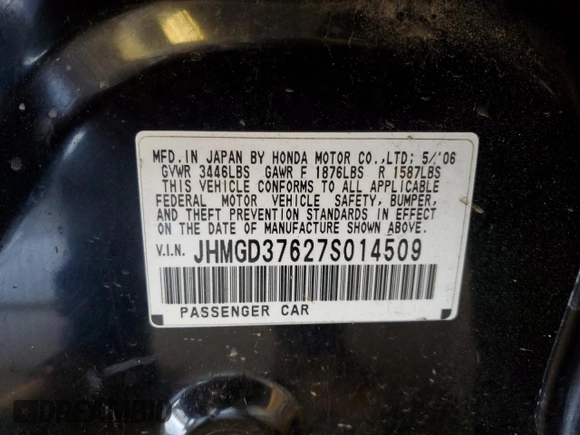 MFD. IN JAPAN BY HONDA MOTOR CO.,LTD; 5/'06
GVWR 3446LBS GAWR F 1876LBS R 1587LBS
THIS VEHICLE CONFORMS TO ALL APPLICABLE
FEDERAL MOTOR VEHICLE SAFETY, BUMPER,
AND THEFT PREVENTION STANDARDS IN EFFECT
ON THE DATE OF MANUFACTURE SHOWN ABOVE.
V.I.N. JHMGD37627S014509
PASSENGER CAR
DREAMBID